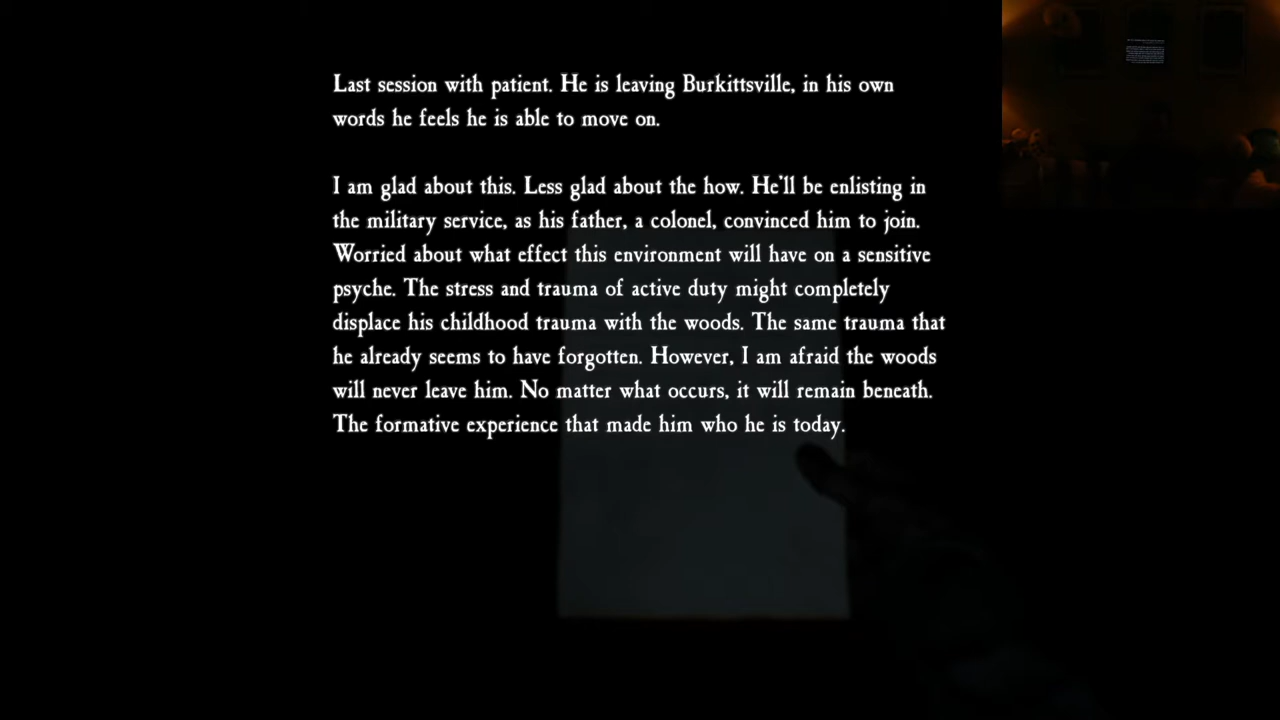 Last session with patient. He is leaving Burkittsville, in his own
words he feels he is able to move on.
I am glad about this. Less glad about the how. He'll be enlisting in
the military service, as his father, a colonel, convinced him to join.
Worried about what effect this environment will have on a sensitive
psyche. The stress and trauma of active duty might completely
displace his childhood trauma with the woods. The same trauma that
he already seems to have forgotten. However, I am afraid the woods
will never leave him. No matter what occurs, it will remain beneath.
The formative experience that made him who he is today.